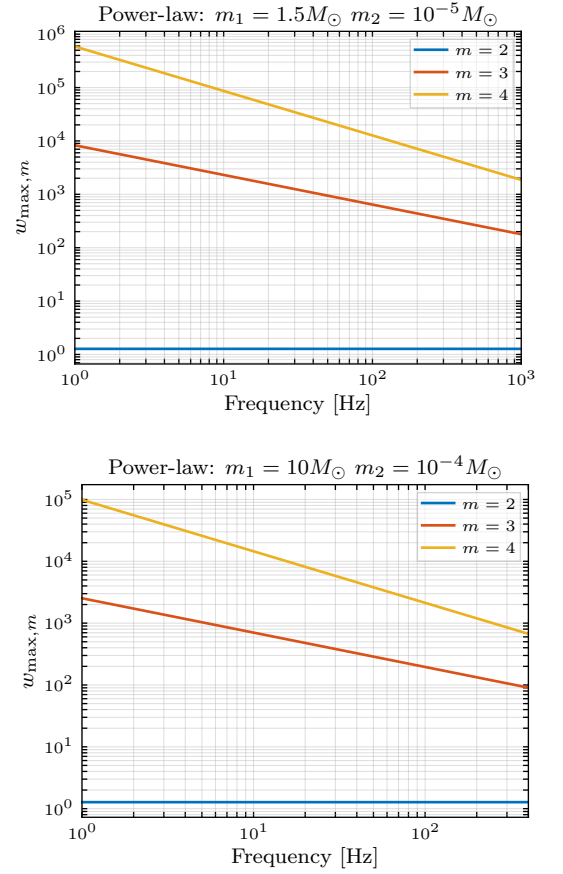 Power-law: m₁ = 1.5M⊙ m₂ = 10⁻⁵M⊙
10⁶
10⁵
10⁴
10³
10²
10¹
10⁰
w_max,m
m = 2
m = 3
m = 4
10⁰ 10¹ 10² 10³
Frequency [Hz]
Power-law: m₁ = 10M⊙ m₂ = 10⁻⁴M⊙
10⁵
10⁴
10³
10²
10¹
10⁰
w_max,m
m = 2
m = 3
m = 4
10⁰ 10¹ 10²
Frequency [Hz]